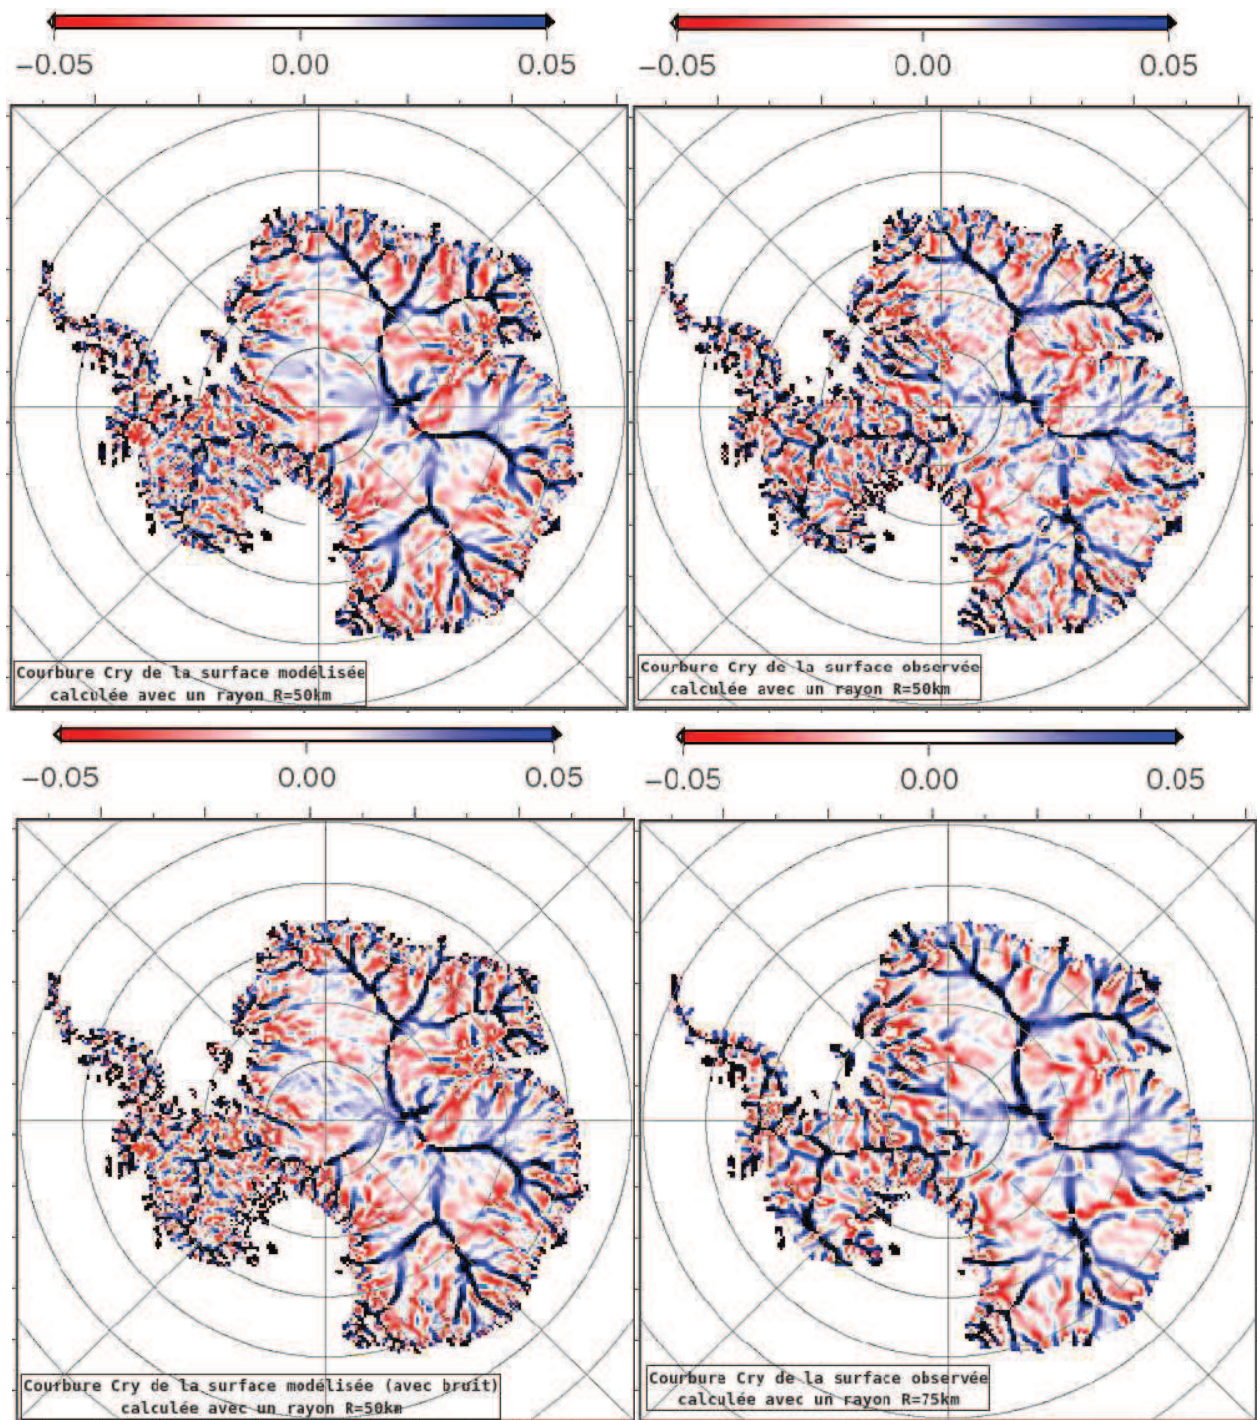 −0.05 0.00 0.05
−0.05 0.00 0.05
Courbure Cry de la surface modélisée
calculée avec un rayon R=50km
Courbure Cry de la surface observée
calculée avec un rayon R=50km
−0.05 0.00 0.05
−0.05 0.00 0.05
Courbure Cry de la surface modélisée (avec bruit)
calculée avec un rayon R=50km
Courbure Cry de la surface observée
calculée avec un rayon R=75km